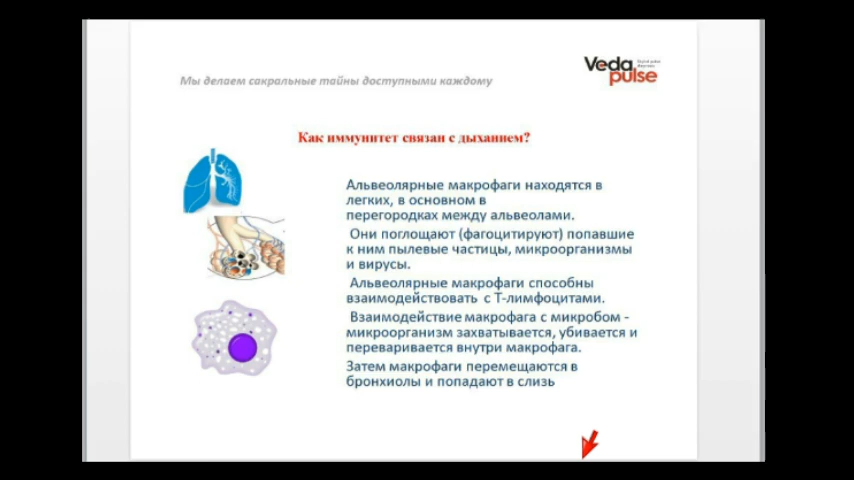 Мы делаем сакральные тайны доступными каждому
Veda
pulse
Как иммунитет связан с дыханием?
Альвеолярные макрофаги находятся в
легких, в основном в
перегородках между альвеолами.
Они поглощают (фагоцитируют) попавшие
к ним пылевые частицы, микроорганизмы
и вирусы.
Альвеолярные макрофаги способны
взаимодействовать с Т-лимфоцитами.
Взаимодействие макрофага с микробом -
микроорганизм захватывается, убивается и
переваривается внутри макрофага.
Затем макрофаги перемещаются в
бронхиолы и попадают в слизь